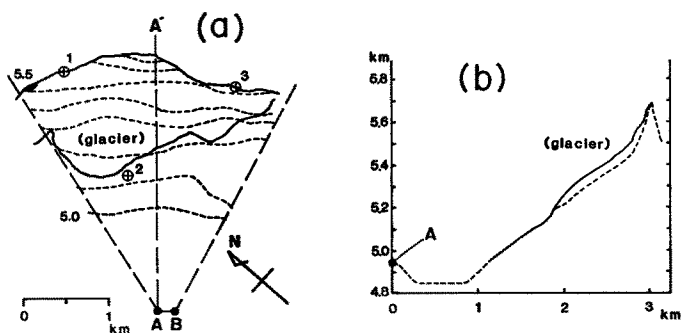 (a)
A'
1
3
5.5
(glacier)
2
5.0
N
A B
0 1
km
(b)
km
5.8
5.6
(glacier)
5.4
5.2
A
5.0
4.8
0 1 2 3
km